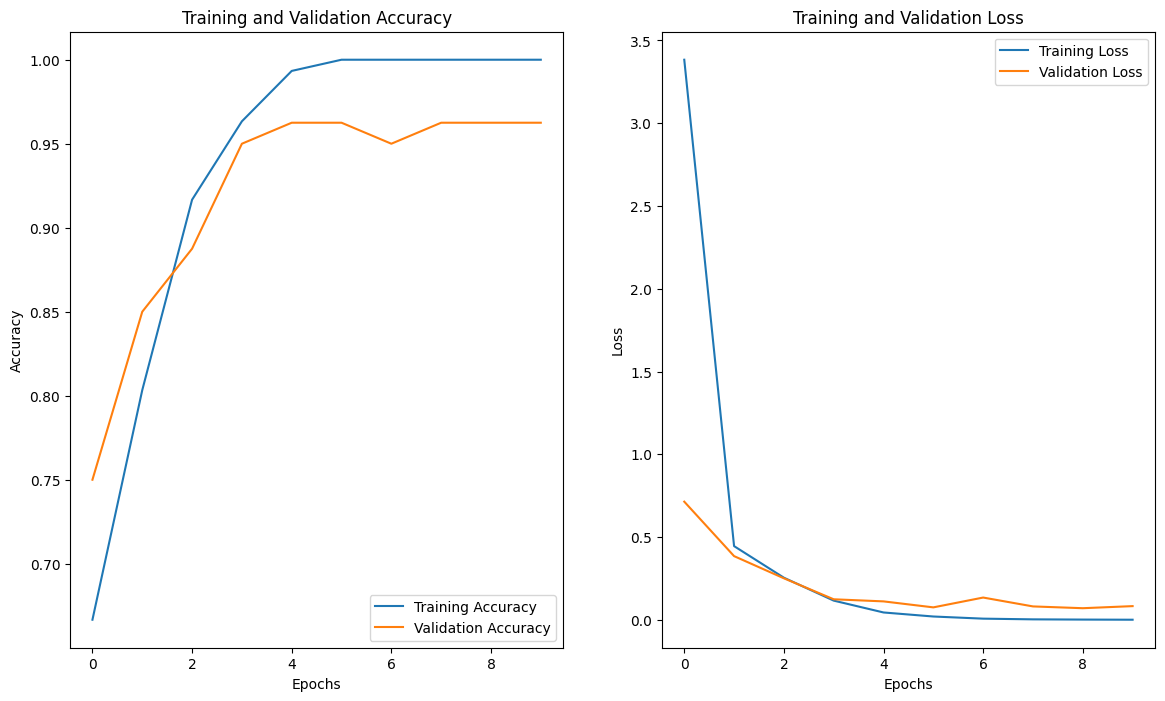 Training and Validation Accuracy
1.00
0.95
0.90
0.85
0.80
0.75
0.70
Accuracy
0
2
4
6
8
Epochs
Training Accuracy
Validation Accuracy
Training and Validation Loss
3.5
3.0
2.5
2.0
1.5
1.0
0.5
0.0
Loss
0
2
4
6
8
Epochs
Training Loss
Validation Loss